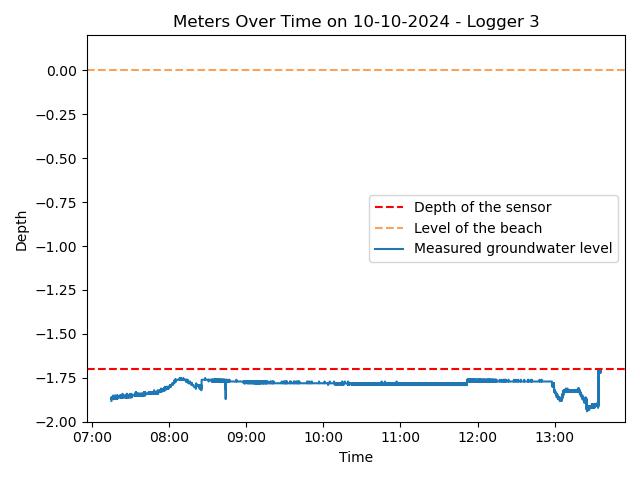 Meters Over Time on 10-10-2024 - Logger 3
0.00
−0.25
−0.50
−0.75
−1.00
−1.25
−1.50
−1.75
−2.00
Depth
Depth of the sensor
Level of the beach
Measured groundwater level
07:00 08:00 09:00 10:00 11:00 12:00 13:00
Time